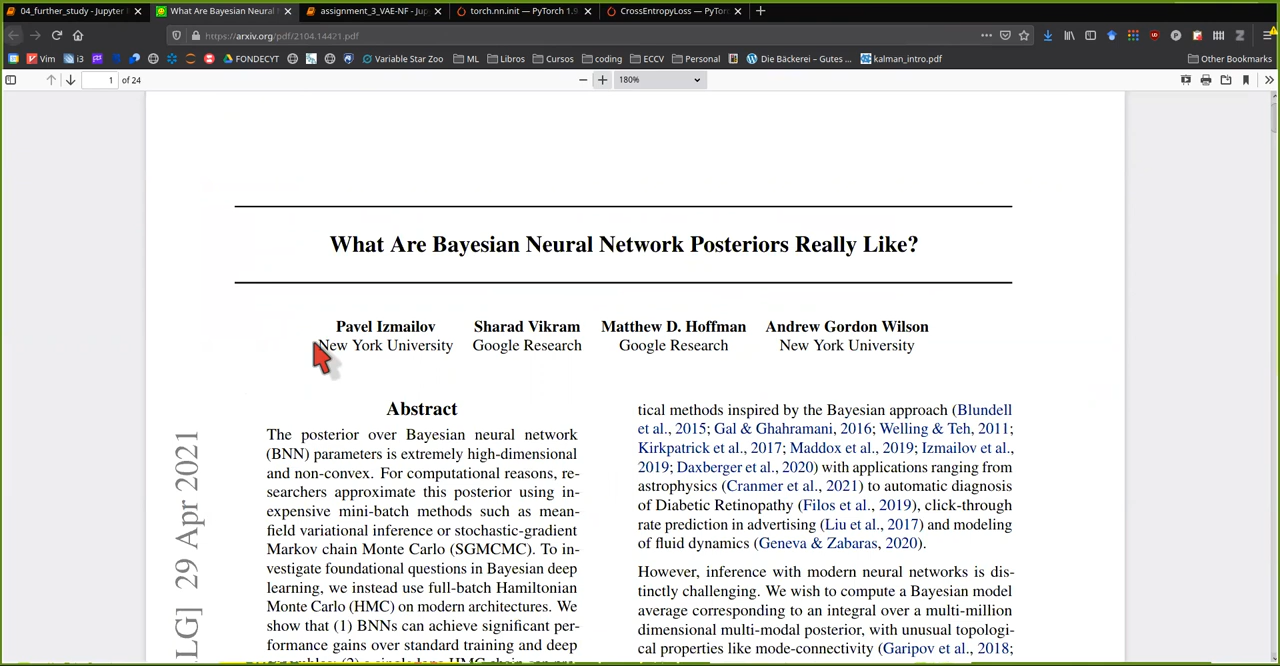 04_further_study - Jupyter
What Are Bayesian Neural
assignment_3_VAE-NF - Jup
torch.nn.init — PyTorch 1.9
CrossEntropyLoss — PyTor
https://arxiv.org/pdf/2104.14421.pdf
Vim
i3
FONDECYT
Variable Star Zoo
ML
Libros
Cursos
coding
ECCV
Personal
Die Bäckerei – Gutes ...
kalman_intro.pdf
Other Bookmarks
1 of 24
180%
What Are Bayesian Neural Network Posteriors Really Like?
Pavel Izmailov Sharad Vikram Matthew D. Hoffman Andrew Gordon Wilson
New York University Google Research Google Research New York University
Abstract
The posterior over Bayesian neural network
(BNN) parameters is extremely high-dimensional
and non-convex. For computational reasons, re-
searchers approximate this posterior using in-
expensive mini-batch methods such as mean-
field variational inference or stochastic-gradient
Markov chain Monte Carlo (SGMCMC). To in-
vestigate foundational questions in Bayesian deep
learning, we instead use full-batch Hamiltonian
Monte Carlo (HMC) on modern architectures. We
show that (1) BNNs can achieve significant per-
formance gains over standard training and deep
tical methods inspired by the Bayesian approach (Blundell
et al., 2015; Gal & Ghahramani, 2016; Welling & Teh, 2011;
Kirkpatrick et al., 2017; Maddox et al., 2019; Izmailov et al.,
2019; Daxberger et al., 2020) with applications ranging from
astrophysics (Cranmer et al., 2021) to automatic diagnosis
of Diabetic Retinopathy (Filos et al., 2019), click-through
rate prediction in advertising (Liu et al., 2017) and modeling
of fluid dynamics (Geneva & Zabaras, 2020).
However, inference with modern neural networks is dis-
tinctly challenging. We wish to compute a Bayesian model
average corresponding to an integral over a multi-million
dimensional multi-modal posterior, with unusual topologi-
cal properties like mode-connectivity (Garipov et al., 2018;
LG] 29 Apr 2021